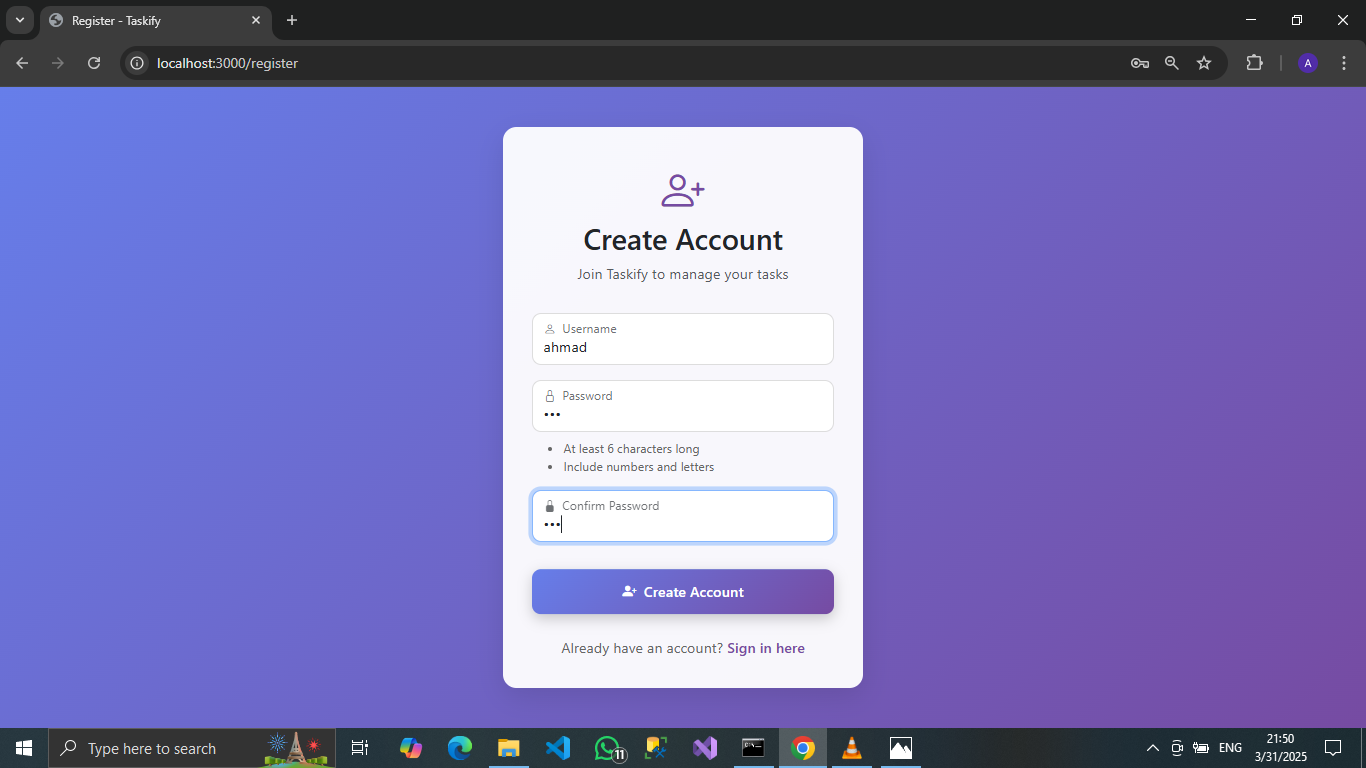 Register - Taskify
localhost:3000/register
A
Create Account
Join Taskify to manage your tasks
Username
ahmad
Password
•••
• At least 6 characters long
• Include numbers and letters
Confirm Password
•••
Create Account
Already have an account? Sign in here
Type here to search
11
ENG
21:50
3/31/2025